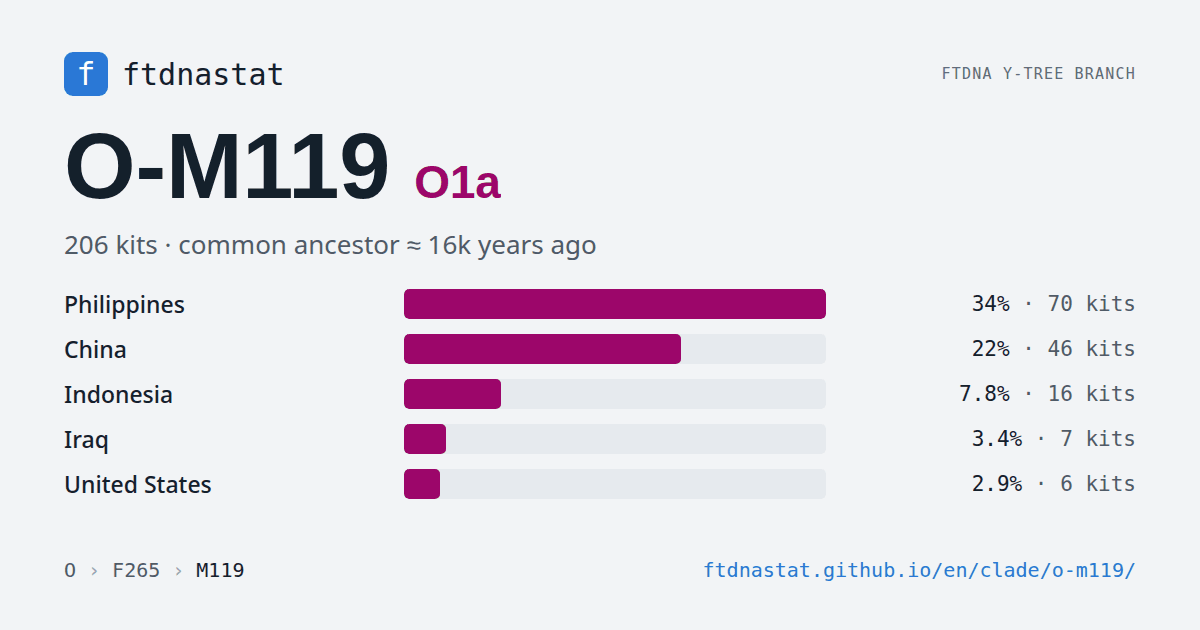 f ftdnastat
FTDNA Y-TREE BRANCH
O-M119 O1a
206 kits · common ancestor ≈ 16k years ago
Philippines 34% · 70 kits
China 22% · 46 kits
Indonesia 7.8% · 16 kits
Iraq 3.4% · 7 kits
United States 2.9% · 6 kits
O › F265 › M119
ftdnastat.github.io/en/clade/o-m119/